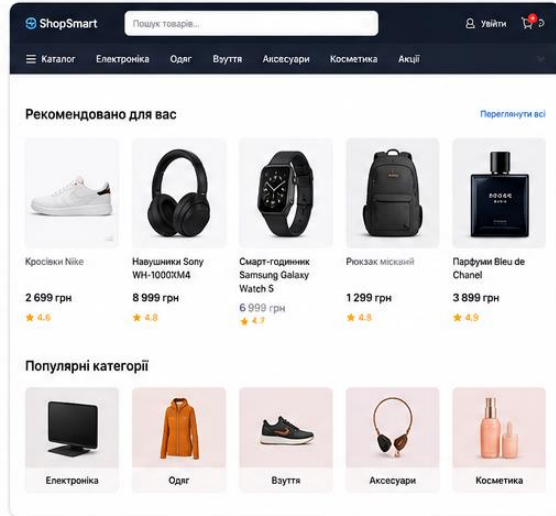 ShopSmart
Пошук товарів...
Увійти
Каталог Електроніка Одяг Взуття Аксесуари Косметика Акції
Рекомендовано для вас
Переглянути всі
Кросівки Nike
2 699 грн
4.6
Навушники Sony
WH-1000XM4
8 999 грн
4.8
Смарт-годинник
Samsung Galaxy
Watch S
6 999 грн
4.7
Рюкзак міський
1 299 грн
4.8
Парфуми Bleu de
Chanel
3 899 грн
4.9
Популярні категорії
Електроніка
Одяг
Взуття
Аксесуари
Косметика